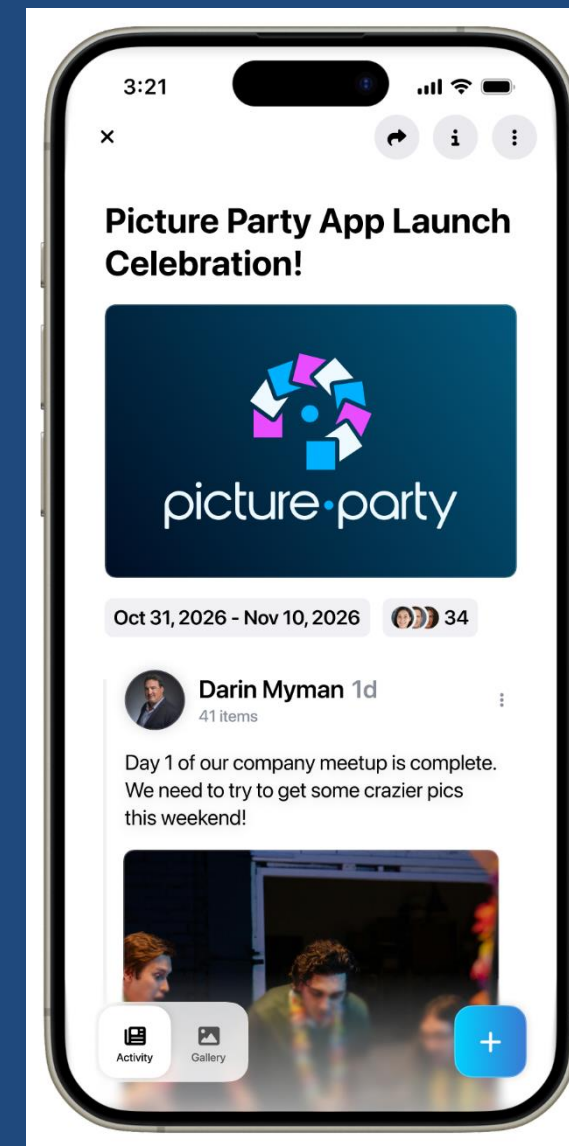 3:21
Picture Party App Launch
Celebration!
picture•party
Oct 31, 2026 - Nov 10, 2026
34
Darin Myman 1d
41 items
Day 1 of our company meetup is complete.
We need to try to get some crazier pics
this weekend!
Activity
Gallery